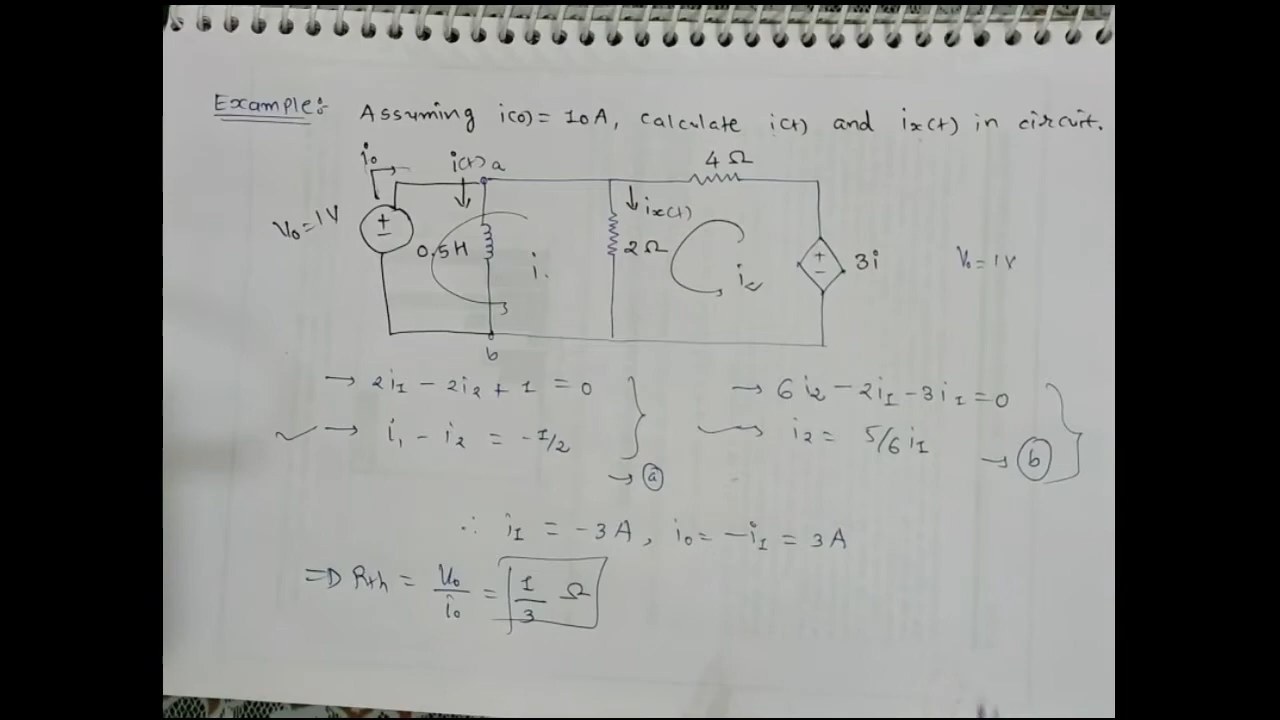 Example:- Assuming i(0) = 10A, calculate i(t) and ix(t) in circuit.
i0
i(t) a
4Ω
V0=1V
+
-
0.5H
i1
ix(t)
2Ω
i2
+
-
3i
V0 = 1V
b
→ 2i1 - 2i2 + 1 = 0
→ 6i2 - 2i1 - 3i1 = 0
✓ → i1 - i2 = -1/2
→ i2 = 5/6 i1
→ (a)
→ (b)
∴ i1 = -3A, i0 = -i1 = 3A
⇒ Rth = V0/i0 = 1/3 Ω